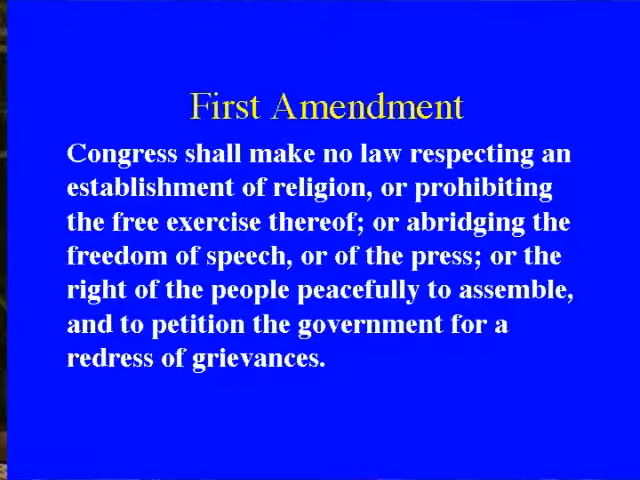 First Amendment
Congress shall make no law respecting an
establishment of religion, or prohibiting
the free exercise thereof; or abridging the
freedom of speech, or of the press; or the
right of the people peacefully to assemble,
and to petition the government for a
redress of grievances.